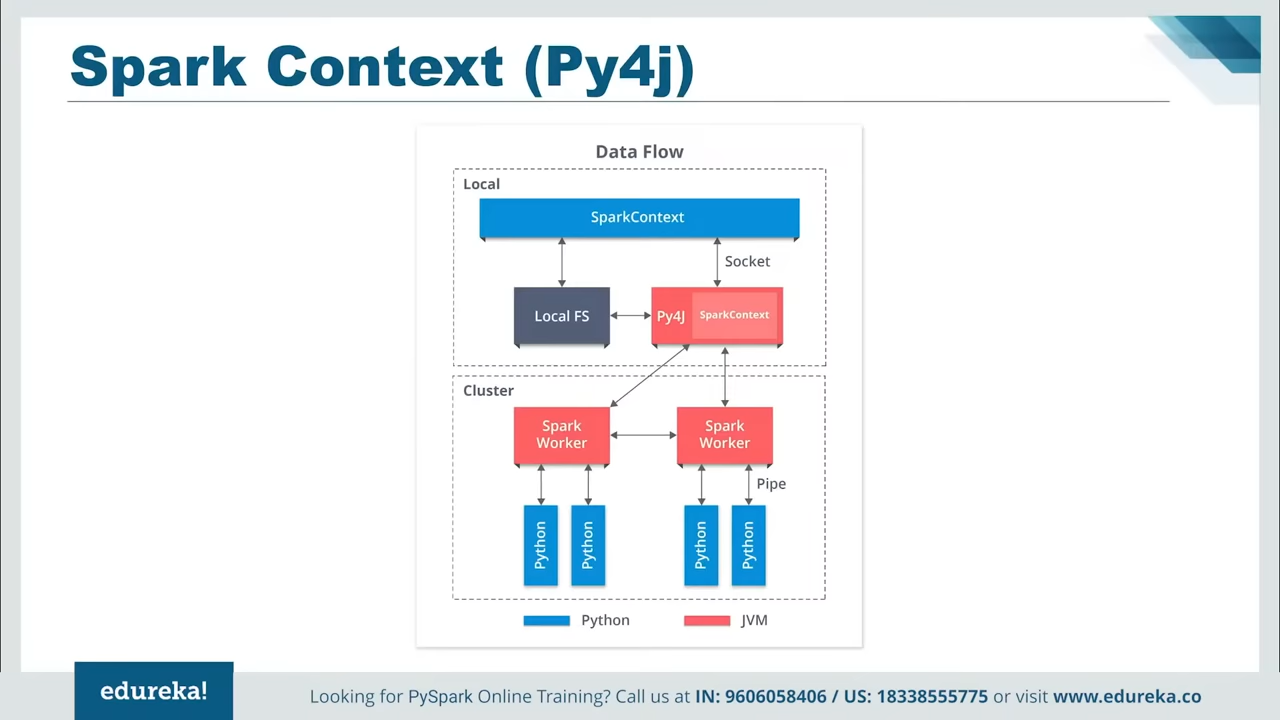 Spark Context (Py4j)
Data Flow
Local
SparkContext
Socket
Local FS
Py4J
SparkContext
Cluster
Spark
Worker
Spark
Worker
Pipe
Python
Python
Python
Python
Python
JVM
edureka!
Looking for PySpark Online Training? Call us at IN: 9606058406 / US: 18338555775 or visit www.edureka.co